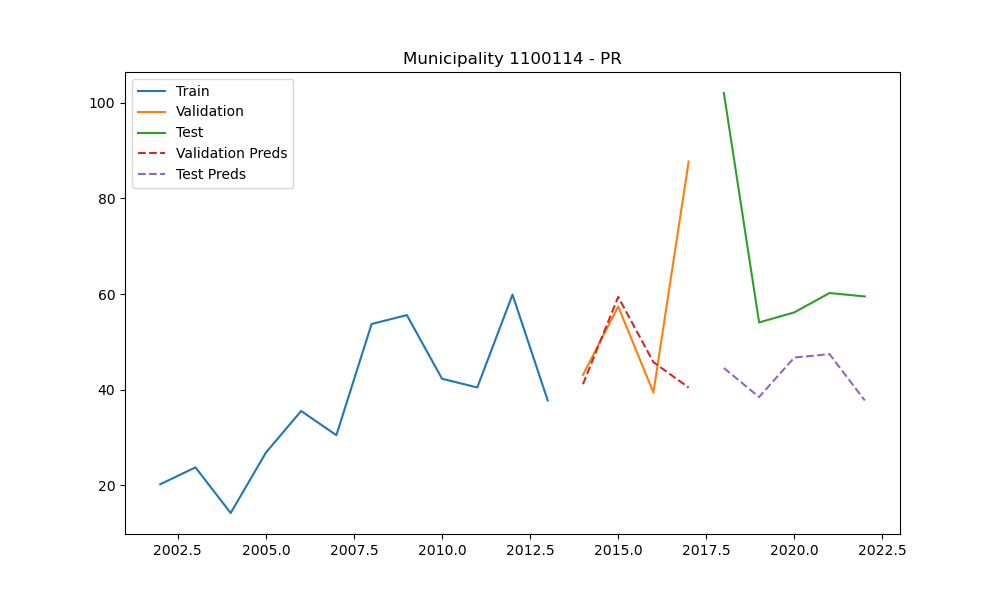 Municipality 1100114 - PR
Train
Validation
Test
Validation Preds
Test Preds
100
80
60
40
20
2002.5 2005.0 2007.5 2010.0 2012.5 2015.0 2017.5 2020.0 2022.5